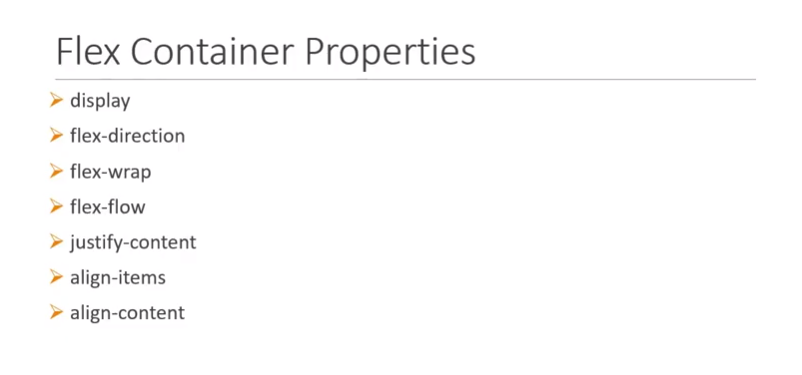 Flex Container Properties
display
flex-direction
flex-wrap
flex-flow
justify-content
align-items
align-content